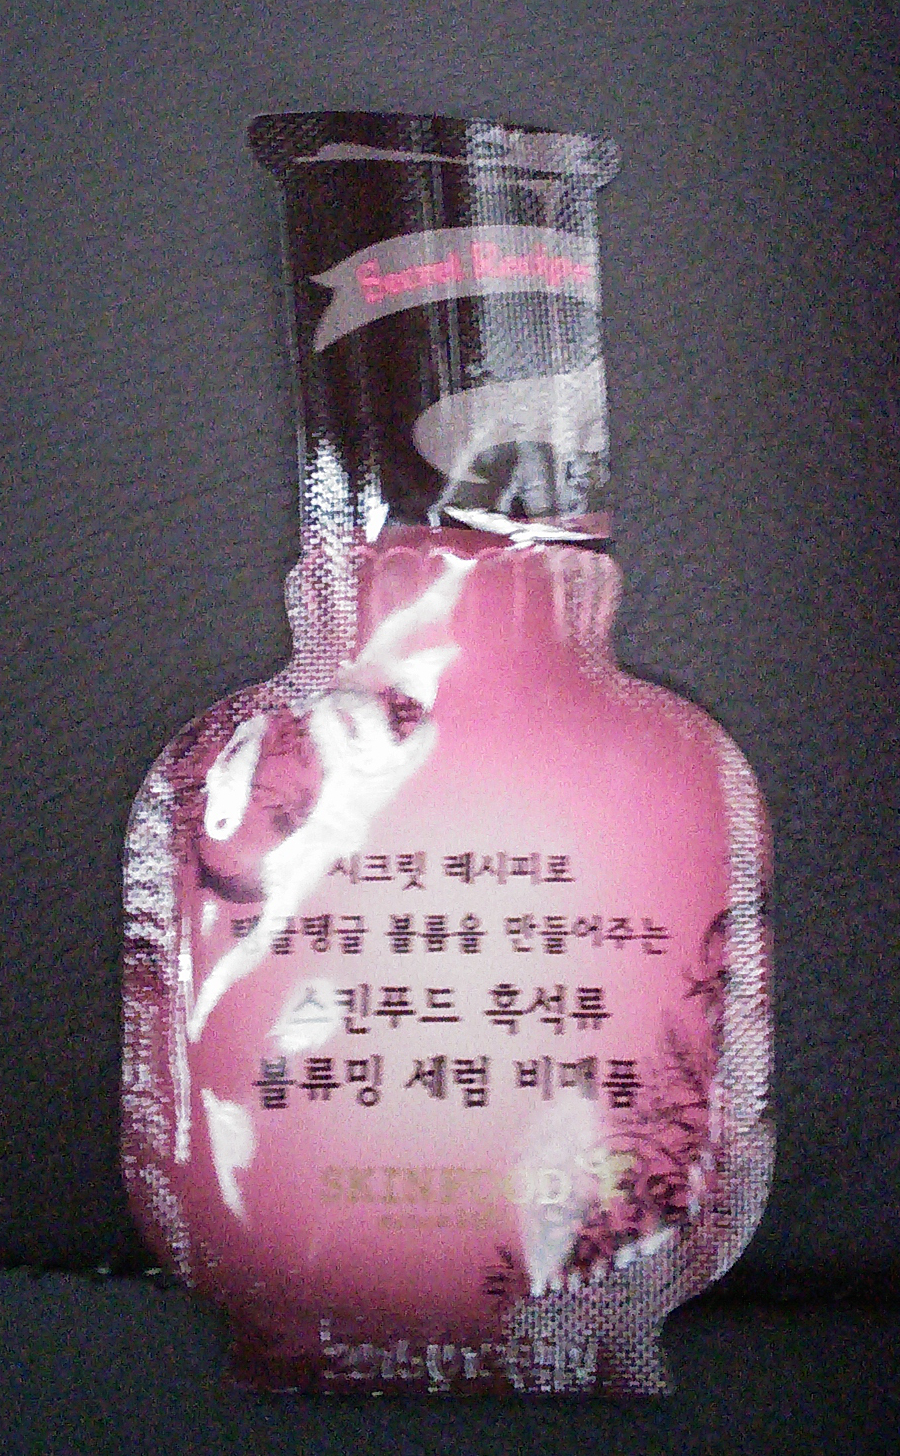 Secret Recipe
시크릿 레시피로
탱글탱글 볼륨을 만들어주는
스킨푸드 흑석류
볼류밍 세럼 비매품
SKINFOOD